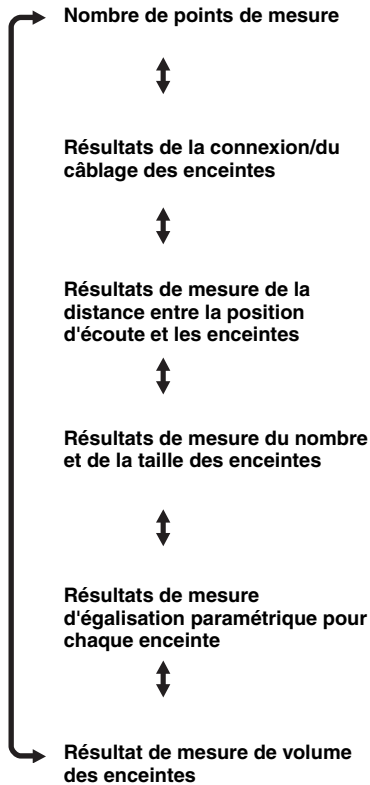 Nombre de points de mesure
Résultats de la connexion/du
câblage des enceintes
Résultats de mesure de la
distance entre la position
d'écoute et les enceintes
Résultats de mesure du nombre
et de la taille des enceintes
Résultats de mesure
d'égalisation paramétrique pour
chaque enceinte
Résultat de mesure de volume
des enceintes